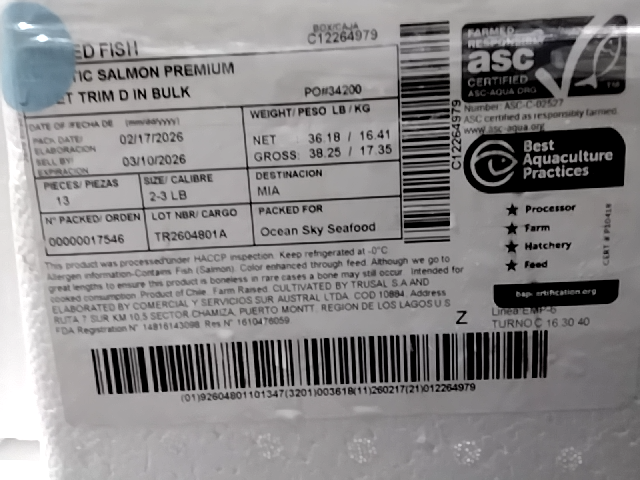 BOX/CAJA
C12264979
ED FISH
TIC SALMON PREMIUM
ET TRIM D IN BULK
PO#34200
DATE OF /FECHA DE (mm/dd/yyyy)
PACK DATE/
ELABORACION
02/17/2026
SELL BY/
EXPIRACION
03/10/2026
WEIGHT/ PESO LB / KG
NET : 36.18 / 16.41
GROSS: 38.25 / 17.35
PIECES/ PIEZAS
13
SIZE/ CALIBRE
2-3 LB
DESTINACION
MIA
N° PACKED/ ORDEN
00000017546
LOT NBR/ CARGO
TR2604801A
PACKED FOR
Ocean Sky Seafood
This product was processed under HACCP inspection. Keep refrigerated at -0°C
Allergen information-Contains Fish (Salmon). Color enhanced through feed. Although we go to
great lengths to ensure this product is boneless in rare cases a bone may still occur Intended for
cooked consumption. Product of Chile. Farm Raised. CULTIVATED BY TRUSAL S.A AND
ELABORATED BY COMERCIAL Y SERVICIOS SUR AUSTRAL LTDA. COD 10884. Address
RUTA 7 SUR KM 10,5 SECTOR CHAMIZA, PUERTO MONTT. REGION DE LOS LAGOS U S
FDA Registration N° 14816143098 Res N° 1610476059
Z
(01)92604801101347(3201)003618(11)260217(21)012264979
C12264979
FARMED
RESPONSIBLY
asc
CERTIFIED
ASC-AQUA.ORG
TM
Number: ASC-C-02527
ASC certified as responsibly farmed.
www.asc-aqua.org
Best
Aquaculture
Practices
Processor
Farm
Hatchery
Feed
CERT # P10418
Linea:EMP-6
TURNO C 16:30:40